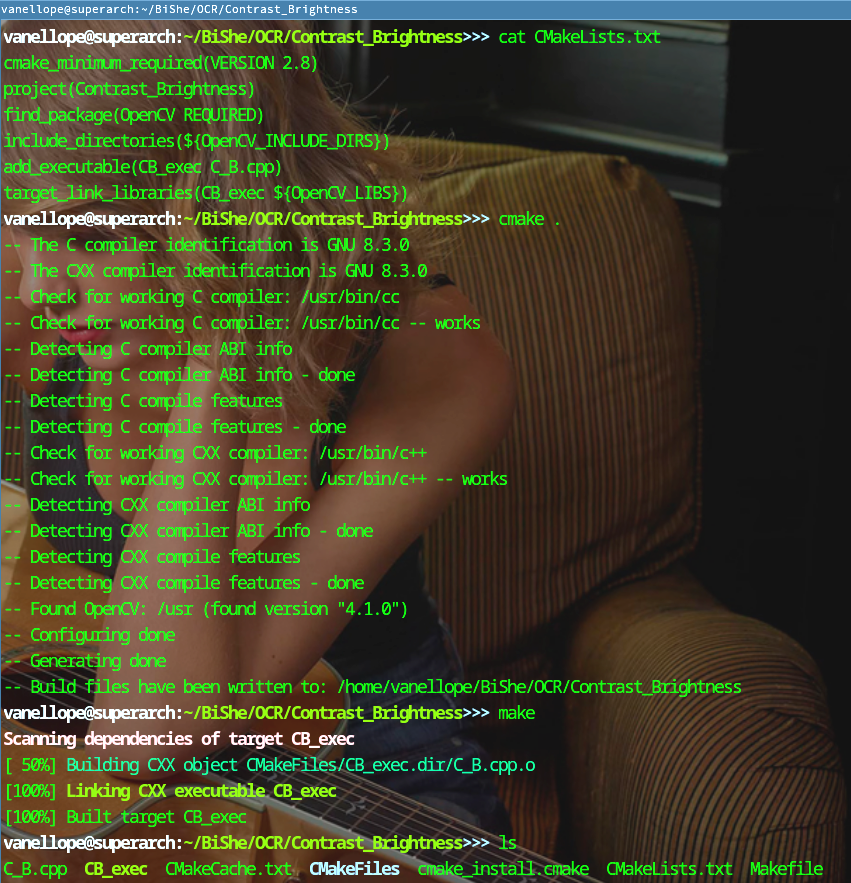 vanellope@superarch:~/BiShe/OCR/Contrast_Brightness
vanellope@superarch:~/BiShe/OCR/Contrast_Brightness>>> cat CMakeLists.txt
cmake_minimum_required(VERSION 2.8)
project(Contrast_Brightness)
find_package(OpenCV REQUIRED)
include_directories(${OpenCV_INCLUDE_DIRS})
add_executable(CB_exec C_B.cpp)
target_link_libraries(CB_exec ${OpenCV_LIBS})
vanellope@superarch:~/BiShe/OCR/Contrast_Brightness>>> cmake .
-- The C compiler identification is GNU 8.3.0
-- The CXX compiler identification is GNU 8.3.0
-- Check for working C compiler: /usr/bin/cc
-- Check for working C compiler: /usr/bin/cc -- works
-- Detecting C compiler ABI info
-- Detecting C compiler ABI info - done
-- Detecting C compile features
-- Detecting C compile features - done
-- Check for working CXX compiler: /usr/bin/c++
-- Check for working CXX compiler: /usr/bin/c++ -- works
-- Detecting CXX compiler ABI info
-- Detecting CXX compiler ABI info - done
-- Detecting CXX compile features
-- Detecting CXX compile features - done
-- Found OpenCV: /usr (found version "4.1.0")
-- Configuring done
-- Generating done
-- Build files have been written to: /home/vanellope/BiShe/OCR/Contrast_Brightness
vanellope@superarch:~/BiShe/OCR/Contrast_Brightness>>> make
Scanning dependencies of target CB_exec
[ 50%] Building CXX object CMakeFiles/CB_exec.dir/C_B.cpp.o
[100%] Linking CXX executable CB_exec
[100%] Built target CB_exec
vanellope@superarch:~/BiShe/OCR/Contrast_Brightness>>> ls
C_B.cpp CB_exec CMakeCache.txt CMakeFiles cmake_install.cmake CMakeLists.txt Makefile